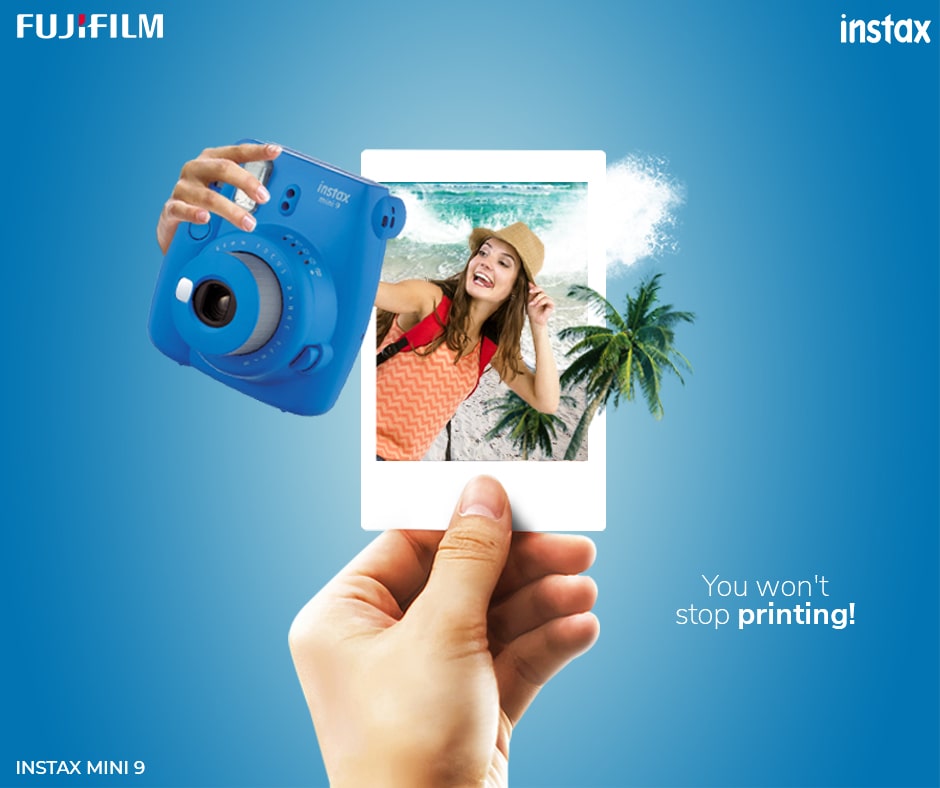 FUJIFILM
instax
instax
mini 9
You won't
stop printing!
INSTAX MINI 9